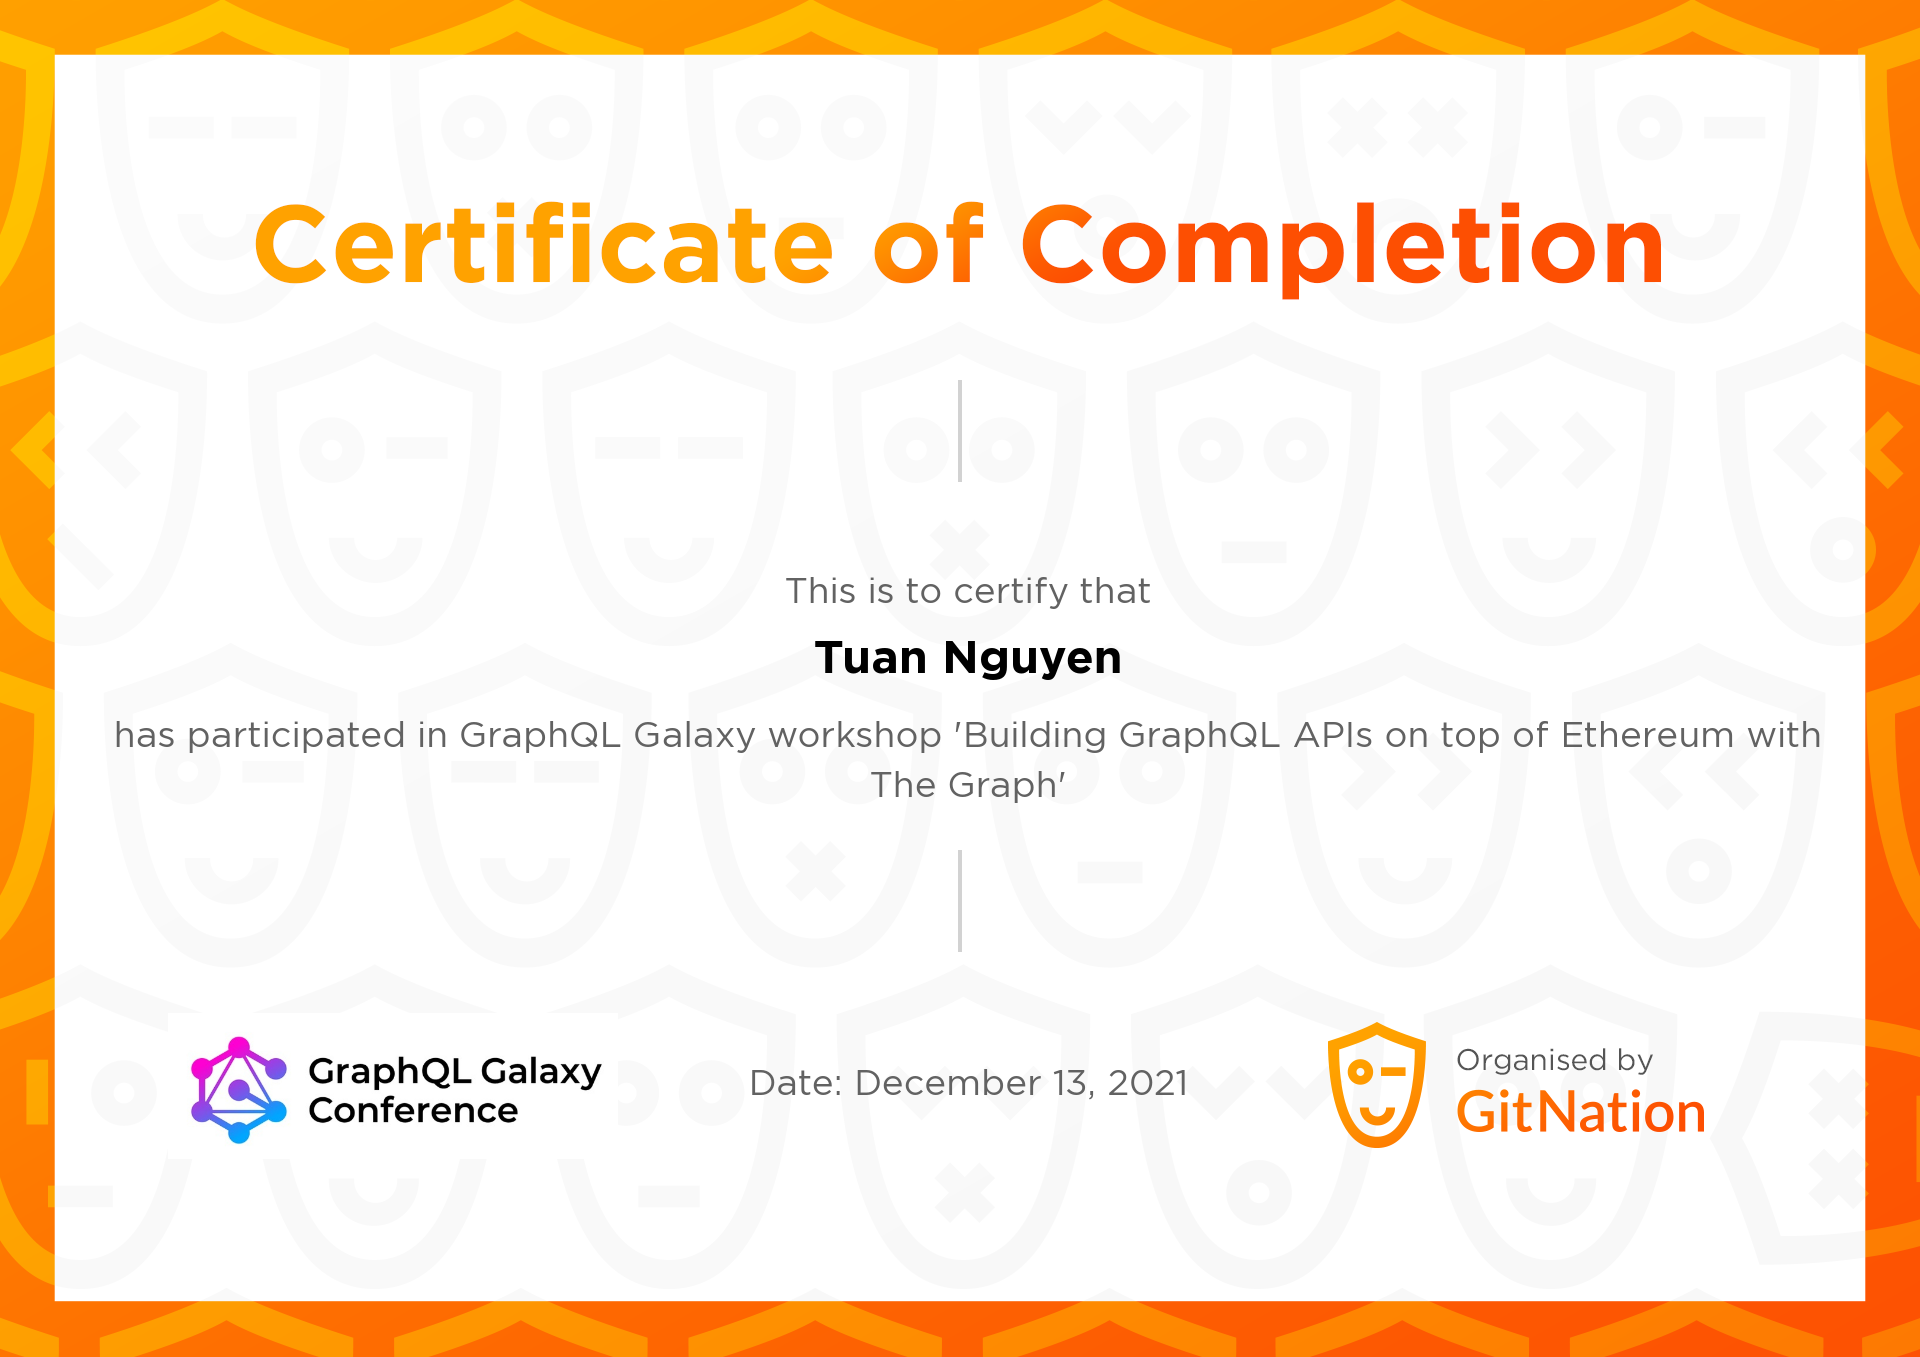 Certificate of Completion
This is to certify that
Tuan Nguyen
has participated in GraphQL Galaxy workshop 'Building GraphQL APIs on top of Ethereum with
The Graph'
GraphQL Galaxy
Conference
Date: December 13, 2021
Organised by
GitNation